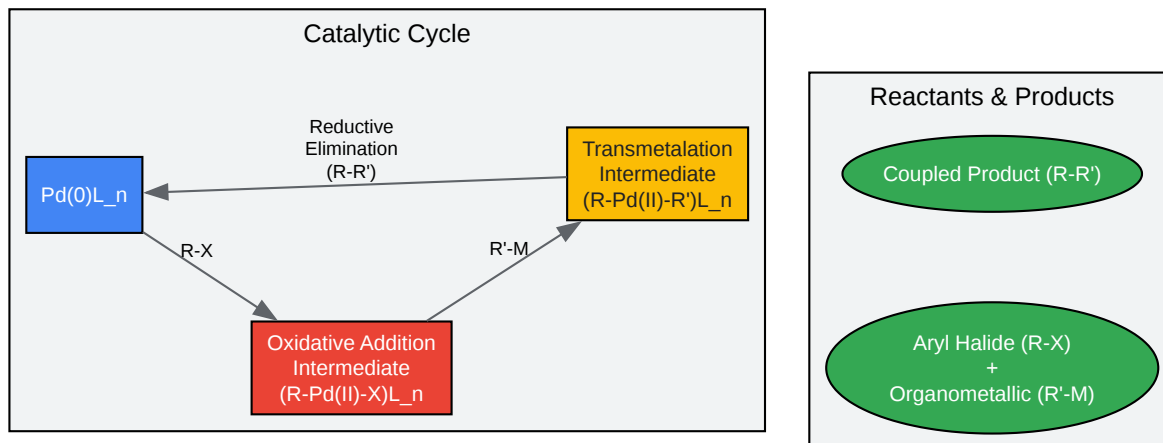 Catalytic Cycle
Reductive
Elimination
(R-R')
Pd(0)L_n
Transmetalation
Intermediate
(R-Pd(II)-R')L_n
R-X
R'-M
Oxidative Addition
Intermediate
(R-Pd(II)-X)L_n
Reactants & Products
Coupled Product (R-R')
Aryl Halide (R-X)
+
Organometallic (R'-M)